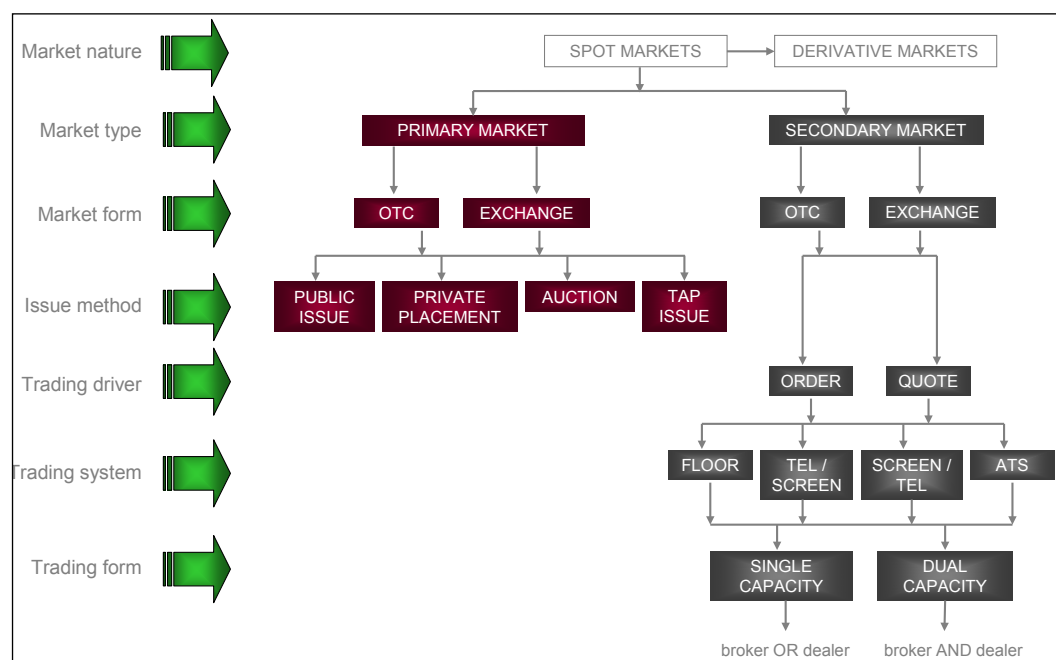 Market nature
SPOT MARKETS
DERIVATIVE MARKETS
Market type
PRIMARY MARKET
SECONDARY MARKET
Market form
OTC
EXCHANGE
OTC
EXCHANGE
Issue method
PUBLIC
ISSUE
PRIVATE
PLACEMENT
AUCTION
TAP
ISSUE
Trading driver
ORDER
QUOTE
Trading system
FLOOR
TEL /
SCREEN
SCREEN /
TEL
ATS
Trading form
SINGLE
CAPACITY
DUAL
CAPACITY
broker OR dealer
broker AND dealer